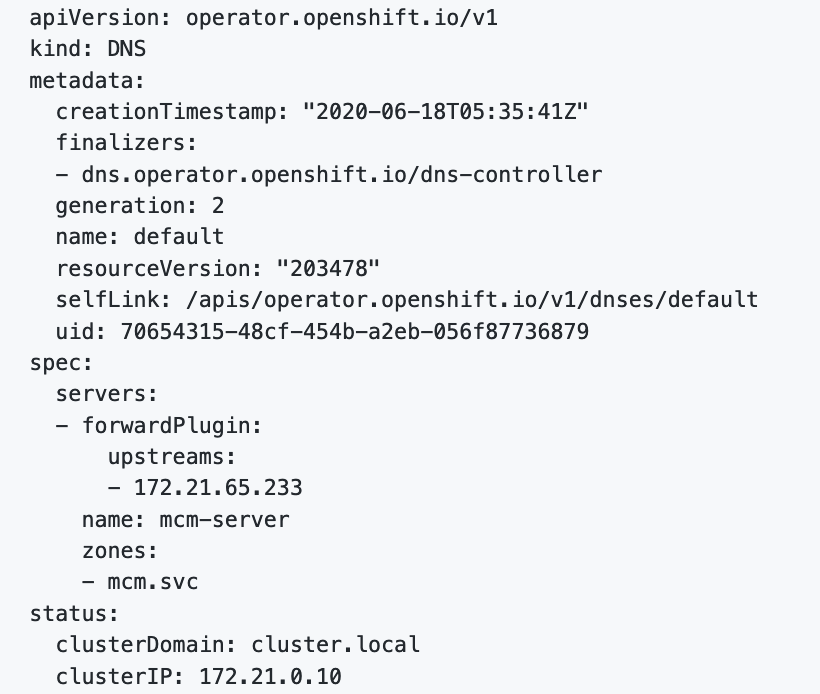 apiVersion: operator.openshift.io/v1
kind: DNS
metadata:
  creationTimestamp: "2020-06-18T05:35:41Z"
  finalizers:
  - dns.operator.openshift.io/dns-controller
  generation: 2
  name: default
  resourceVersion: "203478"
  selfLink: /apis/operator.openshift.io/v1/dnses/default
  uid: 70654315-48cf-454b-a2eb-056f87736879
spec:
  servers:
  - forwardPlugin:
      upstreams:
      - 172.21.65.233
    name: mcm-server
    zones:
    - mcm.svc
status:
  clusterDomain: cluster.local
  clusterIP: 172.21.0.10